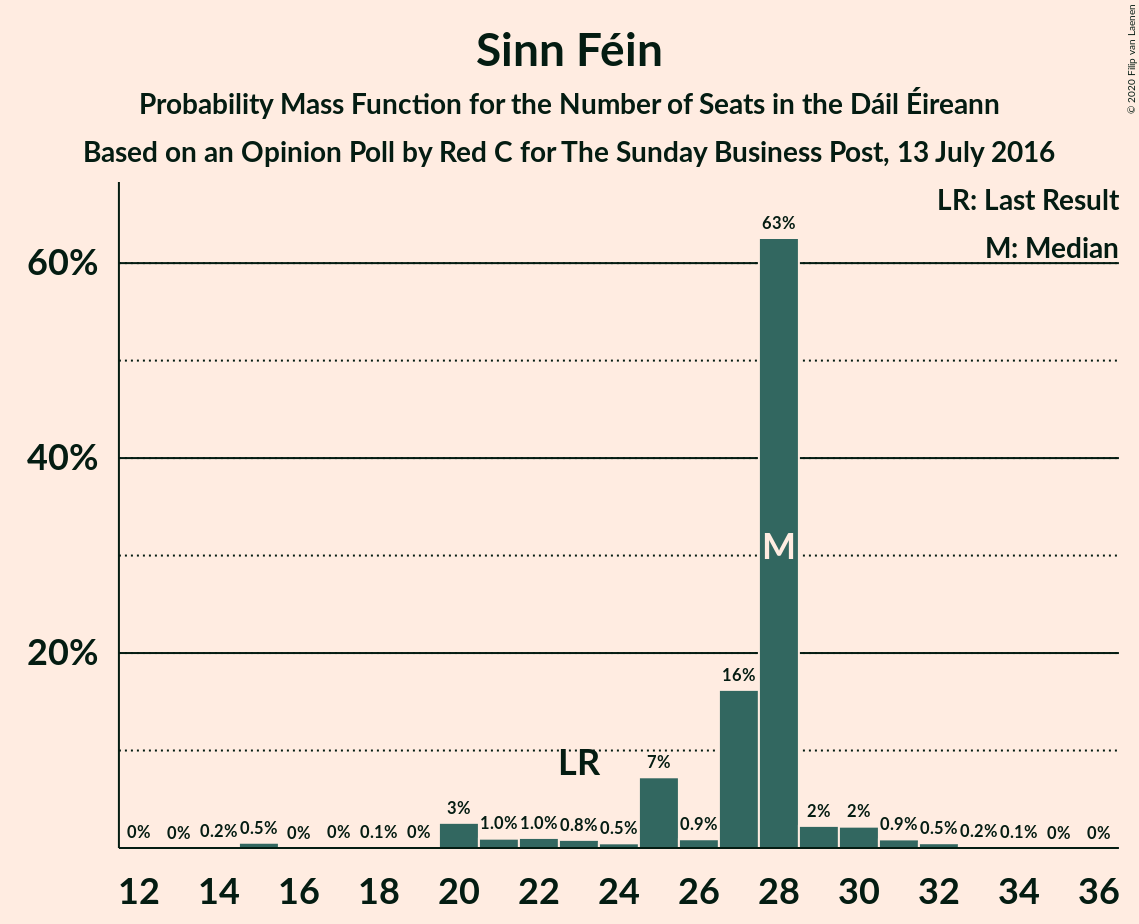 Sinn Féin
Probability Mass Function for the Number of Seats in the Dáil Éireann
Based on an Opinion Poll by Red C for The Sunday Business Post, 13 July 2016
© 2020 Filip van Laenen
LR: Last Result
M: Median
60%
40%
20%
0% 0% 0.2% 0.5% 0% 0% 0.1% 0% 3% 1.0% 1.0% 0.8% 0.5% 7% 0.9% 16% 63% 2% 2% 0.9% 0.5% 0.2% 0.1% 0% 0%
LR
M
12 14 16 18 20 22 24 26 28 30 32 34 36